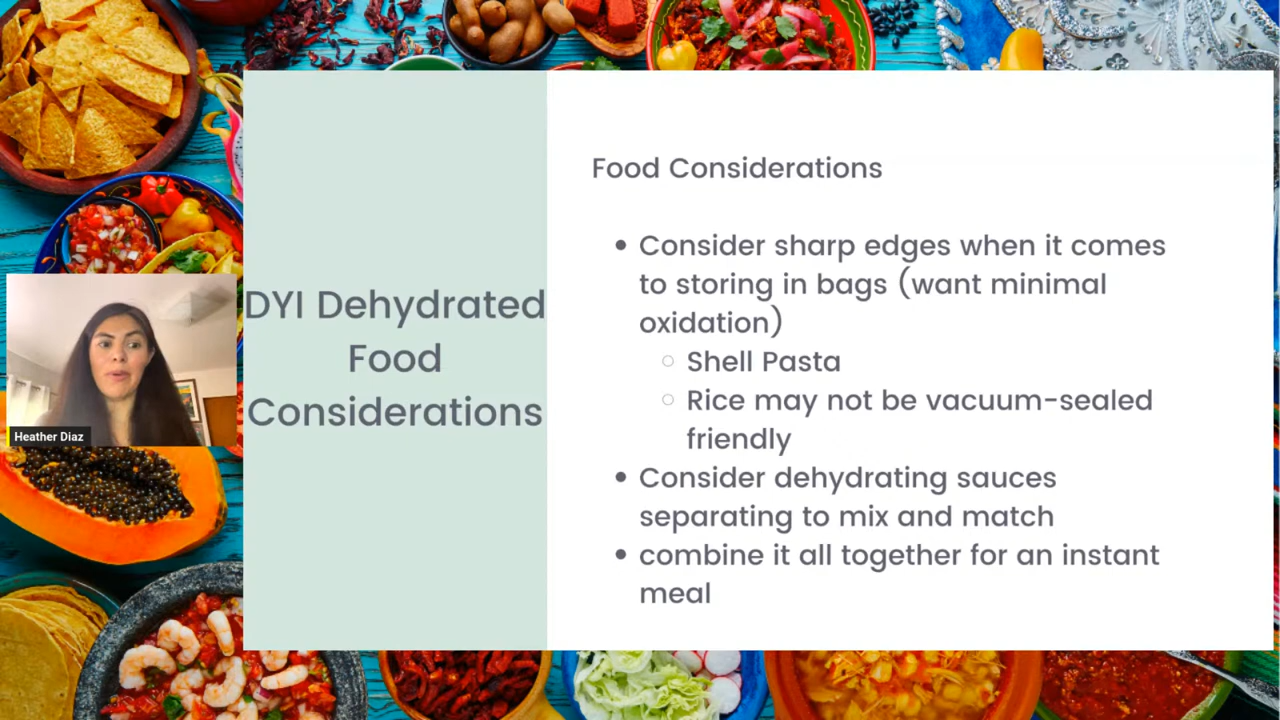 DYI Dehydrated
Food
Considerations
Food Considerations
Consider sharp edges when it comes
to storing in bags (want minimal
oxidation)
Shell Pasta
Rice may not be vacuum-sealed
friendly
Consider dehydrating sauces
separating to mix and match
combine it all together for an instant
meal
Heather Diaz